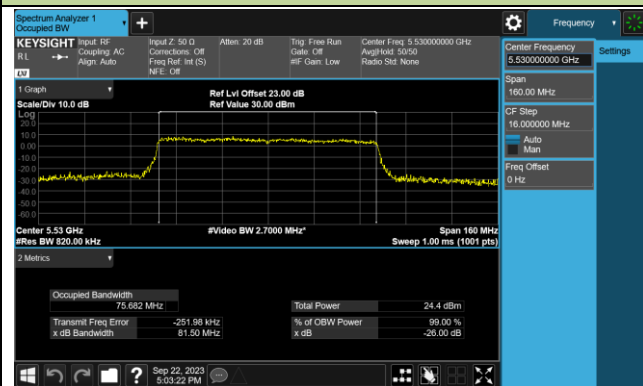 Spectrum Analyzer 1
Occupied BW
Frequency
KEYSIGHT
RL
LXI
Input: RF
Coupling: AC
Align: Auto
Input Z: 50 Ω
Corrections: Off
Freq Ref: Int (S)
NFE: Off
Atten: 20 dB
Trig: Free Run
Gate: Off
#IF Gain: Low
Center Freq: 5.530000000 GHz
Avg|Hold: 50/50
Radio Std: None
Center Frequency
5.530000000 GHz
Settings
Span
160.00 MHz
CF Step
16.000000 MHz
Auto
Man
Freq Offset
0 Hz
1 Graph
Scale/Div 10.0 dB
Ref Lvl Offset 23.00 dB
Ref Value 30.00 dBm
Log
20.0
10.0
0.00
-10.0
-20.0
-30.0
-40.0
-50.0
-60.0
Center 5.53 GHz
#Video BW 2.7000 MHz*
Span 160 MHz
#Res BW 820.00 kHz
Sweep 1.00 ms (1001 pts)
2 Metrics
Occupied Bandwidth
75.682 MHz
Total Power 24.4 dBm
Transmit Freq Error -251.98 kHz
% of OBW Power 99.00 %
x dB Bandwidth 81.50 MHz
x dB -26.00 dB
Sep 22, 2023
5:03:22 PM